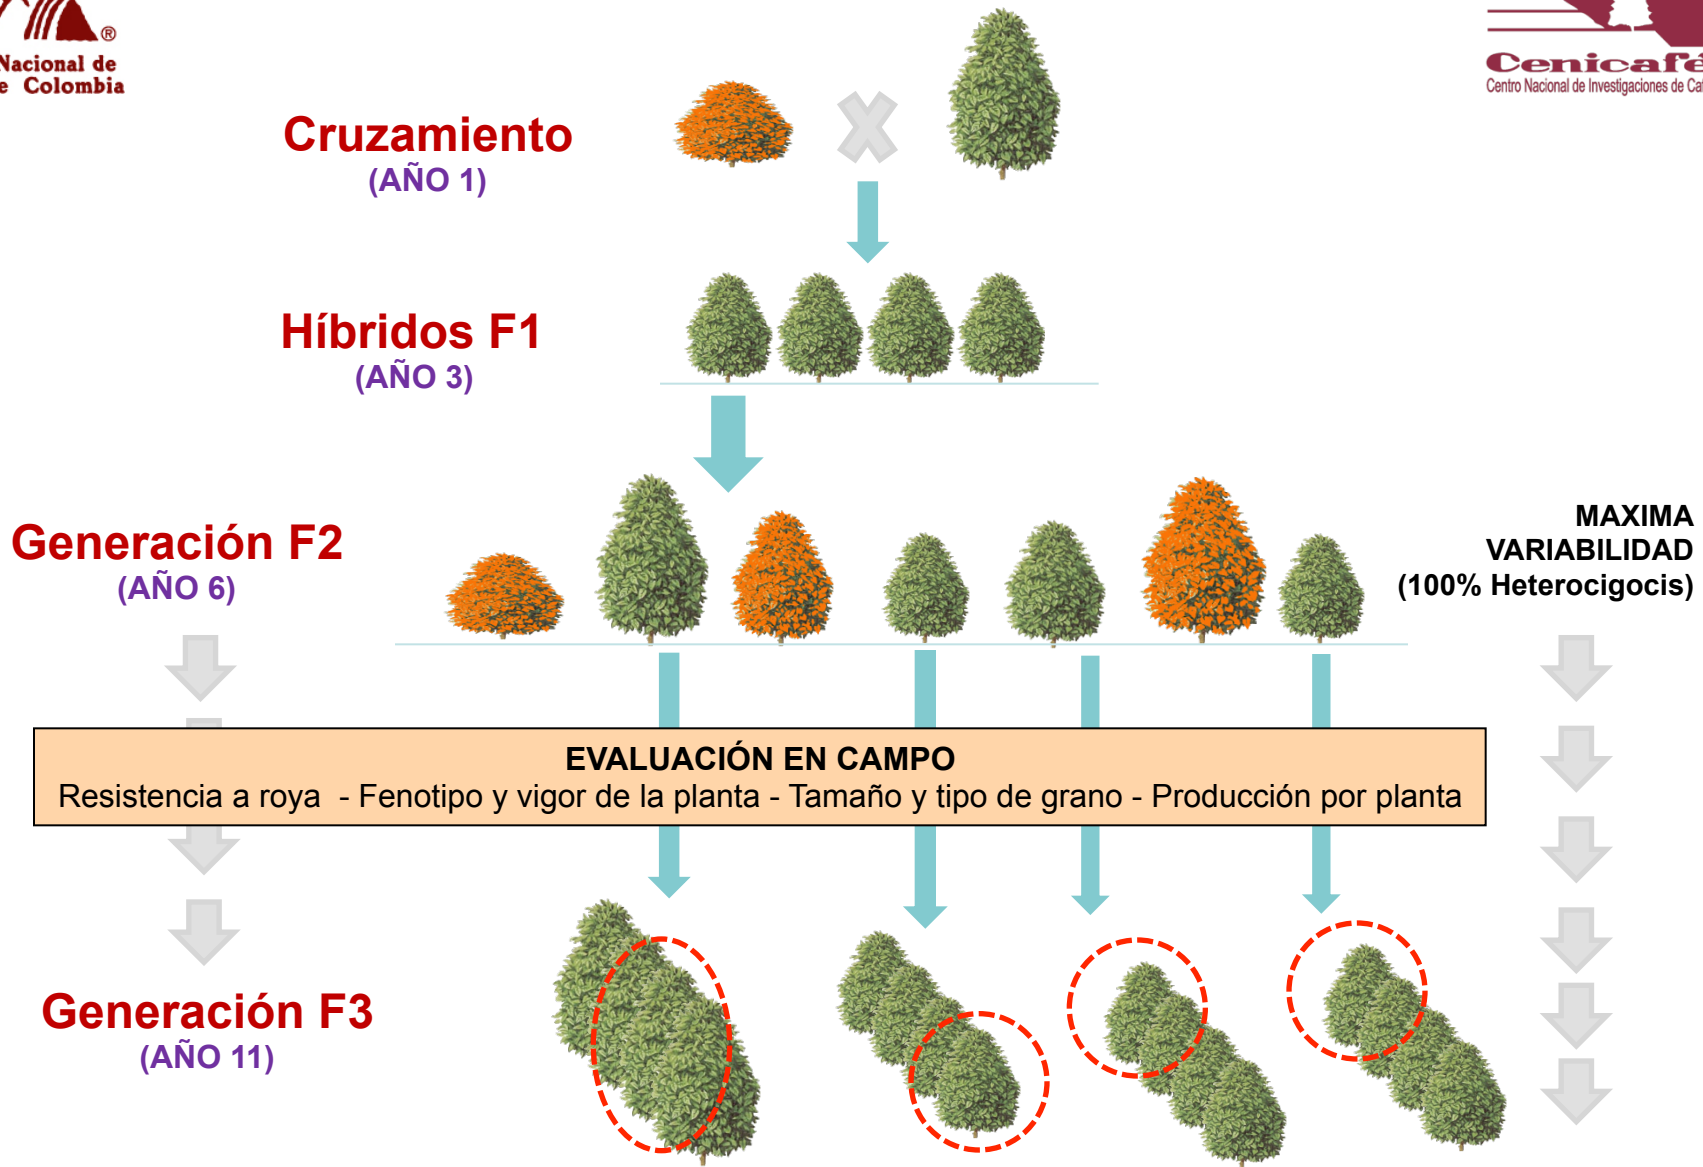 ®
Nacional de
e Colombia
Cenicafé
Centro Nacional de Investigaciones de Caf
Cruzamiento
(AÑO 1)
Híbridos F1
(AÑO 3)
Generación F2
(AÑO 6)
MAXIMA
VARIABILIDAD
(100% Heterocigocis)
EVALUACIÓN EN CAMPO
Resistencia a roya - Fenotipo y vigor de la planta - Tamaño y tipo de grano - Producción por planta
Generación F3
(AÑO 11)